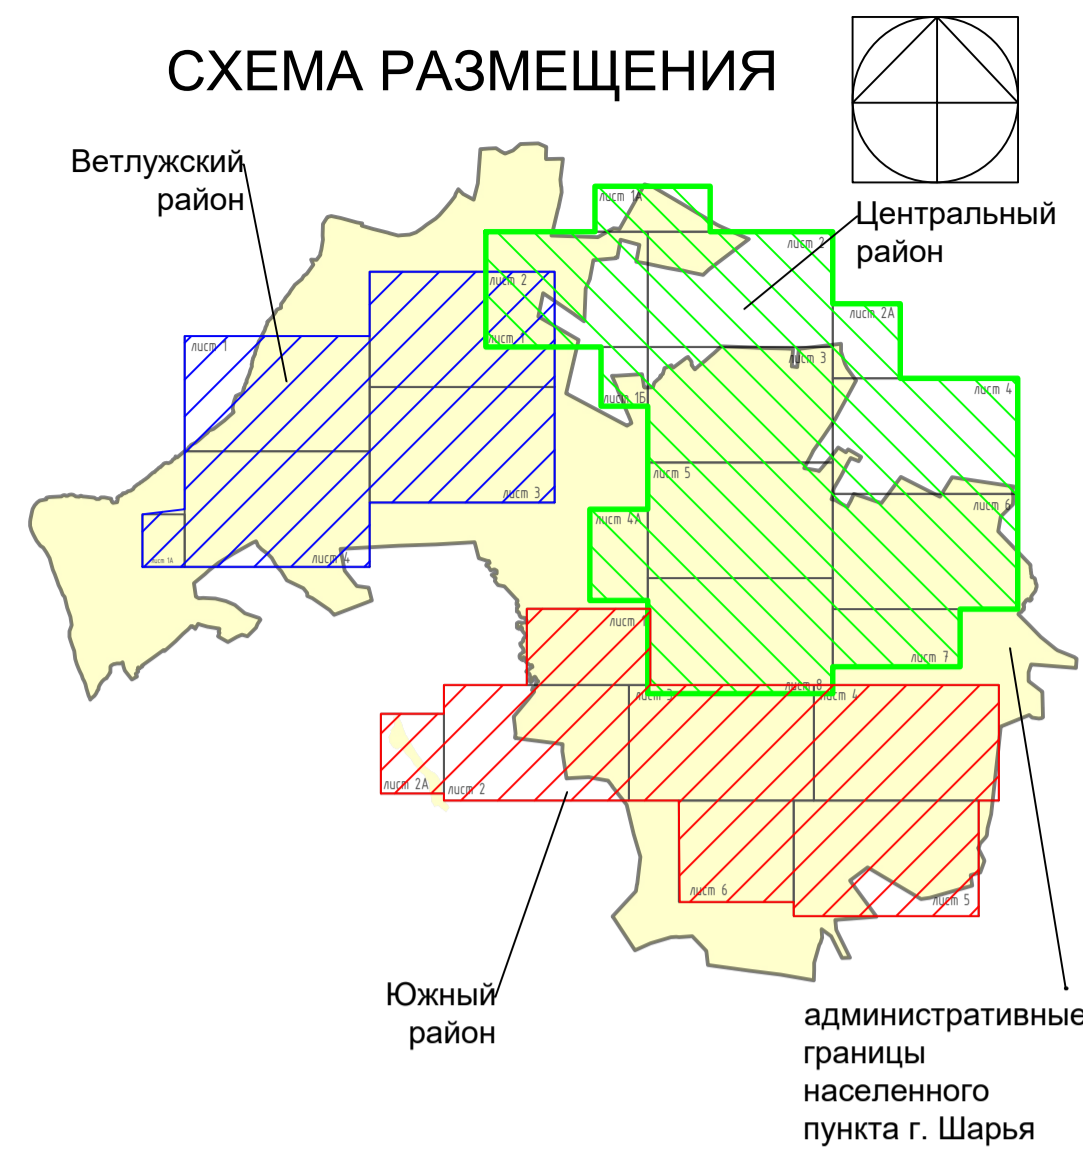 СХЕМА РАЗМЕЩЕНИЯ
Ветлужский
район
Центральный
район
лист 1А
лист 2
лист 2
лист 2А
лист 1
лист 1
лист 3
лист 4
лист 1Б
лист 5
лист 3
лист 6
лист 4А
лист 1А
лист 4
лист 7
лист 8
лист 3
лист 4
лист 2А
лист 2
лист 6
лист 5
Южный
район
административные
границы
населенного
пункта г. Шарья